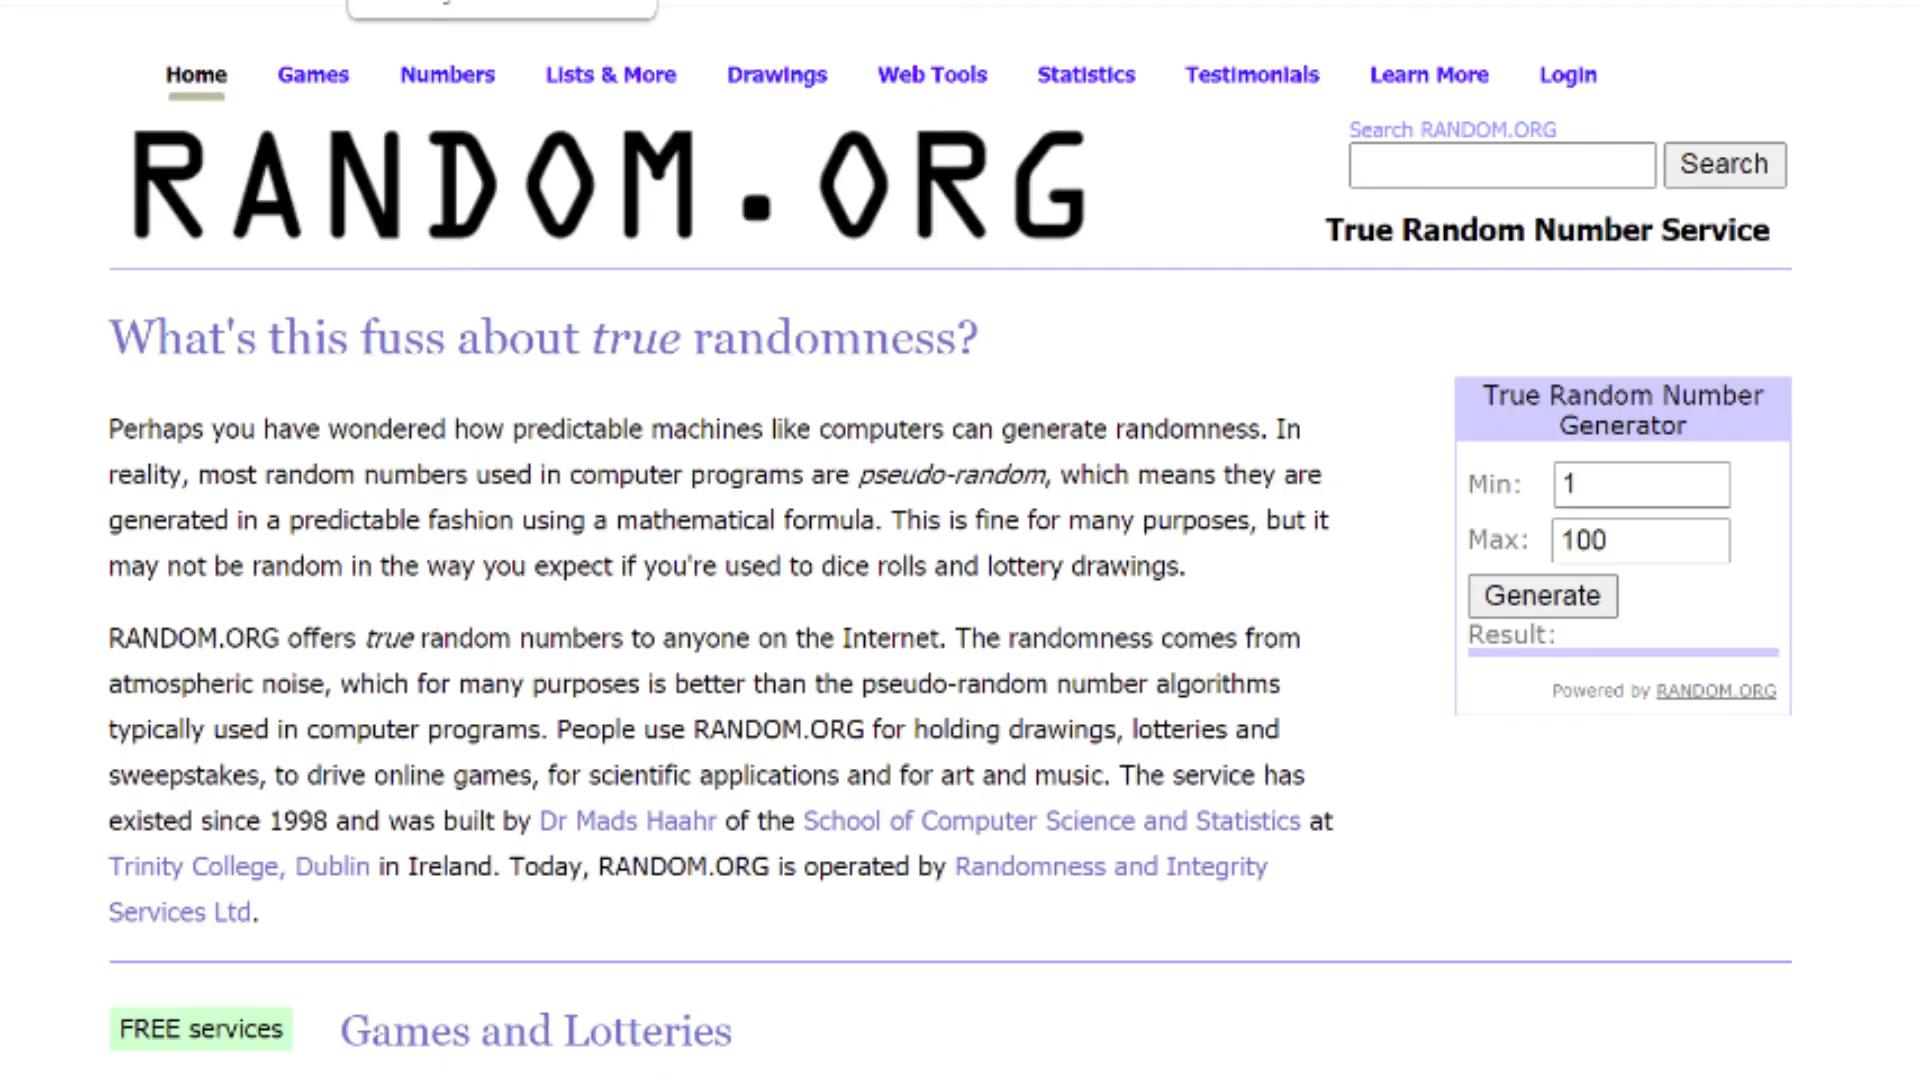 Home Games Numbers Lists & More Drawings Web Tools Statistics Testimonials Learn More Login
RANDOM.ORG
Search RANDOM.ORG
Search
True Random Number Service
What's this fuss about true randomness?
Perhaps you have wondered how predictable machines like computers can generate randomness. In
reality, most random numbers used in computer programs are pseudo-random, which means they are
generated in a predictable fashion using a mathematical formula. This is fine for many purposes, but it
may not be random in the way you expect if you're used to dice rolls and lottery drawings.
RANDOM.ORG offers true random numbers to anyone on the Internet. The randomness comes from
atmospheric noise, which for many purposes is better than the pseudo-random number algorithms
typically used in computer programs. People use RANDOM.ORG for holding drawings, lotteries and
sweepstakes, to drive online games, for scientific applications and for art and music. The service has
existed since 1998 and was built by Dr Mads Haahr of the School of Computer Science and Statistics at
Trinity College, Dublin in Ireland. Today, RANDOM.ORG is operated by Randomness and Integrity
Services Ltd.
True Random Number
Generator
Min: 1
Max: 100
Generate
Result:
Powered by RANDOM.ORG
FREE services
Games and Lotteries